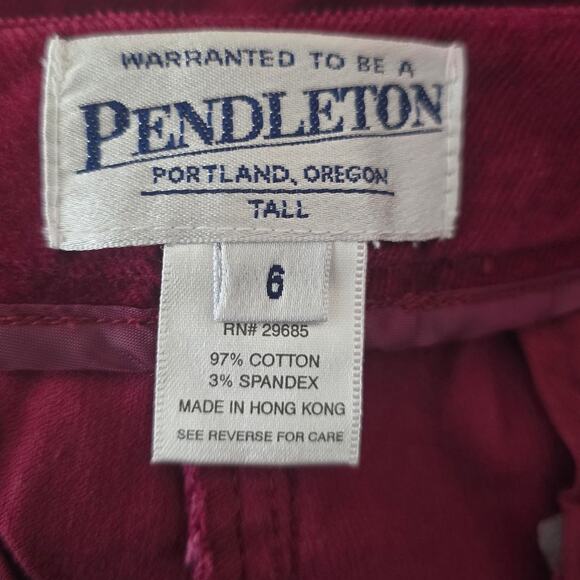 WARRANTED TO BE A
PENDLETON
PORTLAND, OREGON
TALL
6
RN# 29685
97% COTTON
3% SPANDEX
MADE IN HONG KONG
SEE REVERSE FOR CARE